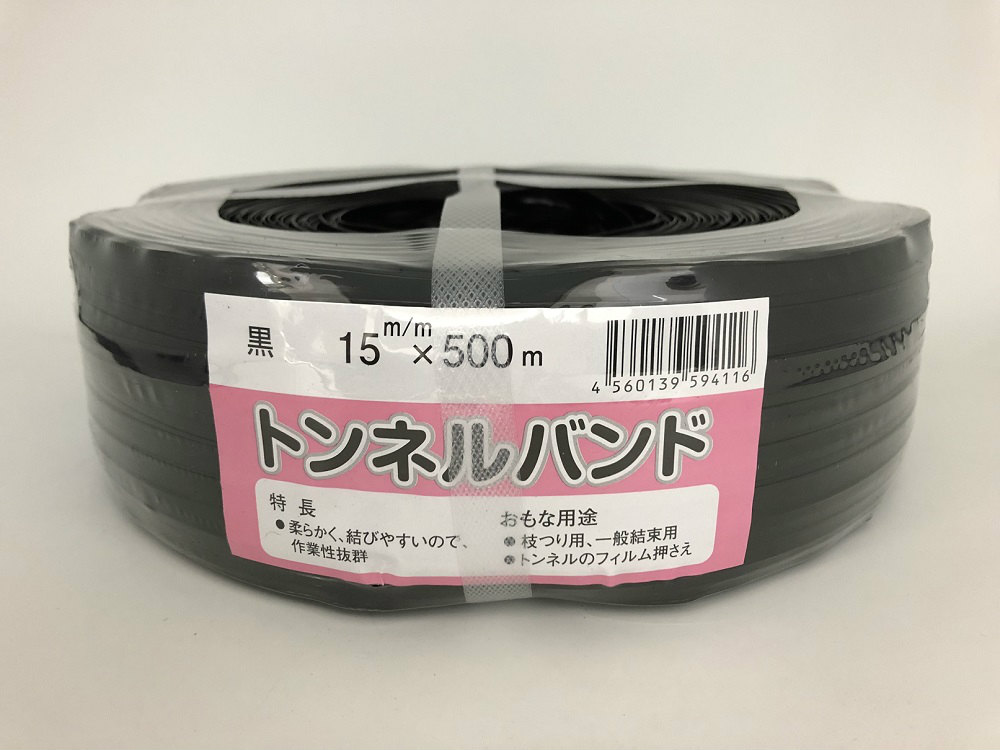 黒 15 m/m × 500 m
4 560139 594116
トンネルバンド
特長
● 柔らかく、結びやすいので、
作業性抜群
おもな用途
● 枝つり用、一般結束用
● トンネルのフィルム押さえ